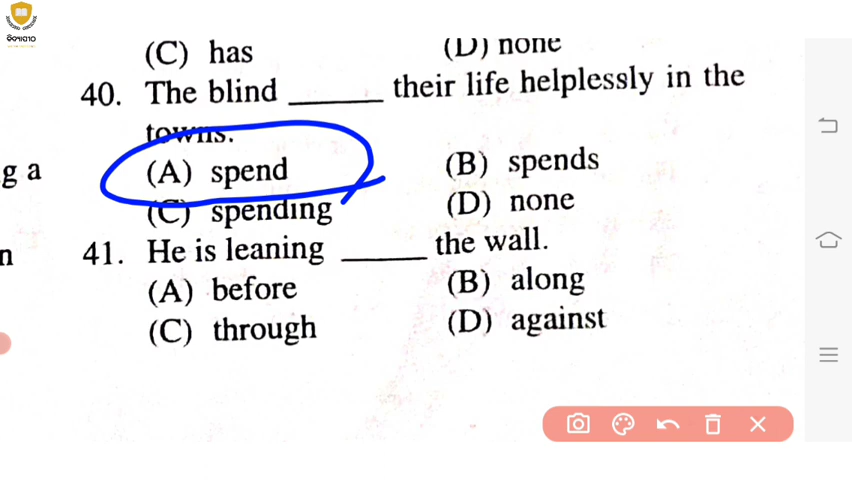 (C) has (D) none
40. The blind ______ their life helplessly in the
towns.
g a (A) spend (B) spends
(C) spending (D) none
n 41. He is leaning ______ the wall.
(A) before (B) along
(C) through (D) against